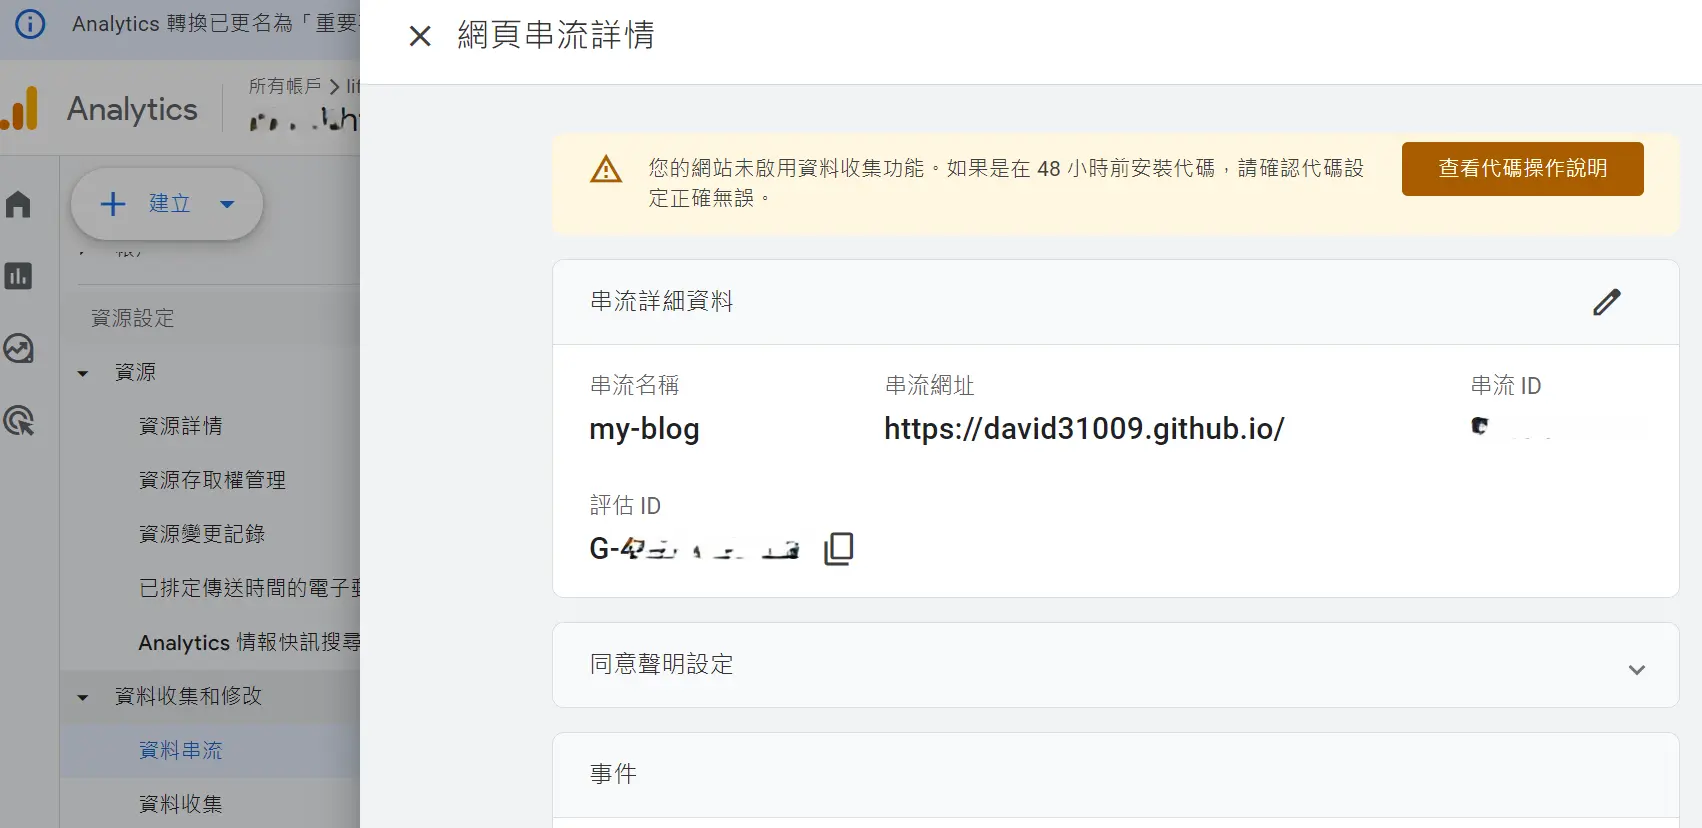 Analytics 轉換已更名為「重要
網頁串流詳情
所有帳戶
Analytics
建立
資源設定
資源
資源詳情
資源存取權管理
資源變更記錄
已排定傳送時間的電子郵
Analytics 情報快訊搜尋
資料收集和修改
資料串流
資料收集
您的網站未啟用資料收集功能。如果是在 48 小時前安裝代碼,請確認代碼設
定正確無誤。
查看代碼操作說明
串流詳細資料
串流名稱
my-blog
串流網址
https://david31009.github.io/
串流 ID
評估 ID
同意聲明設定
事件